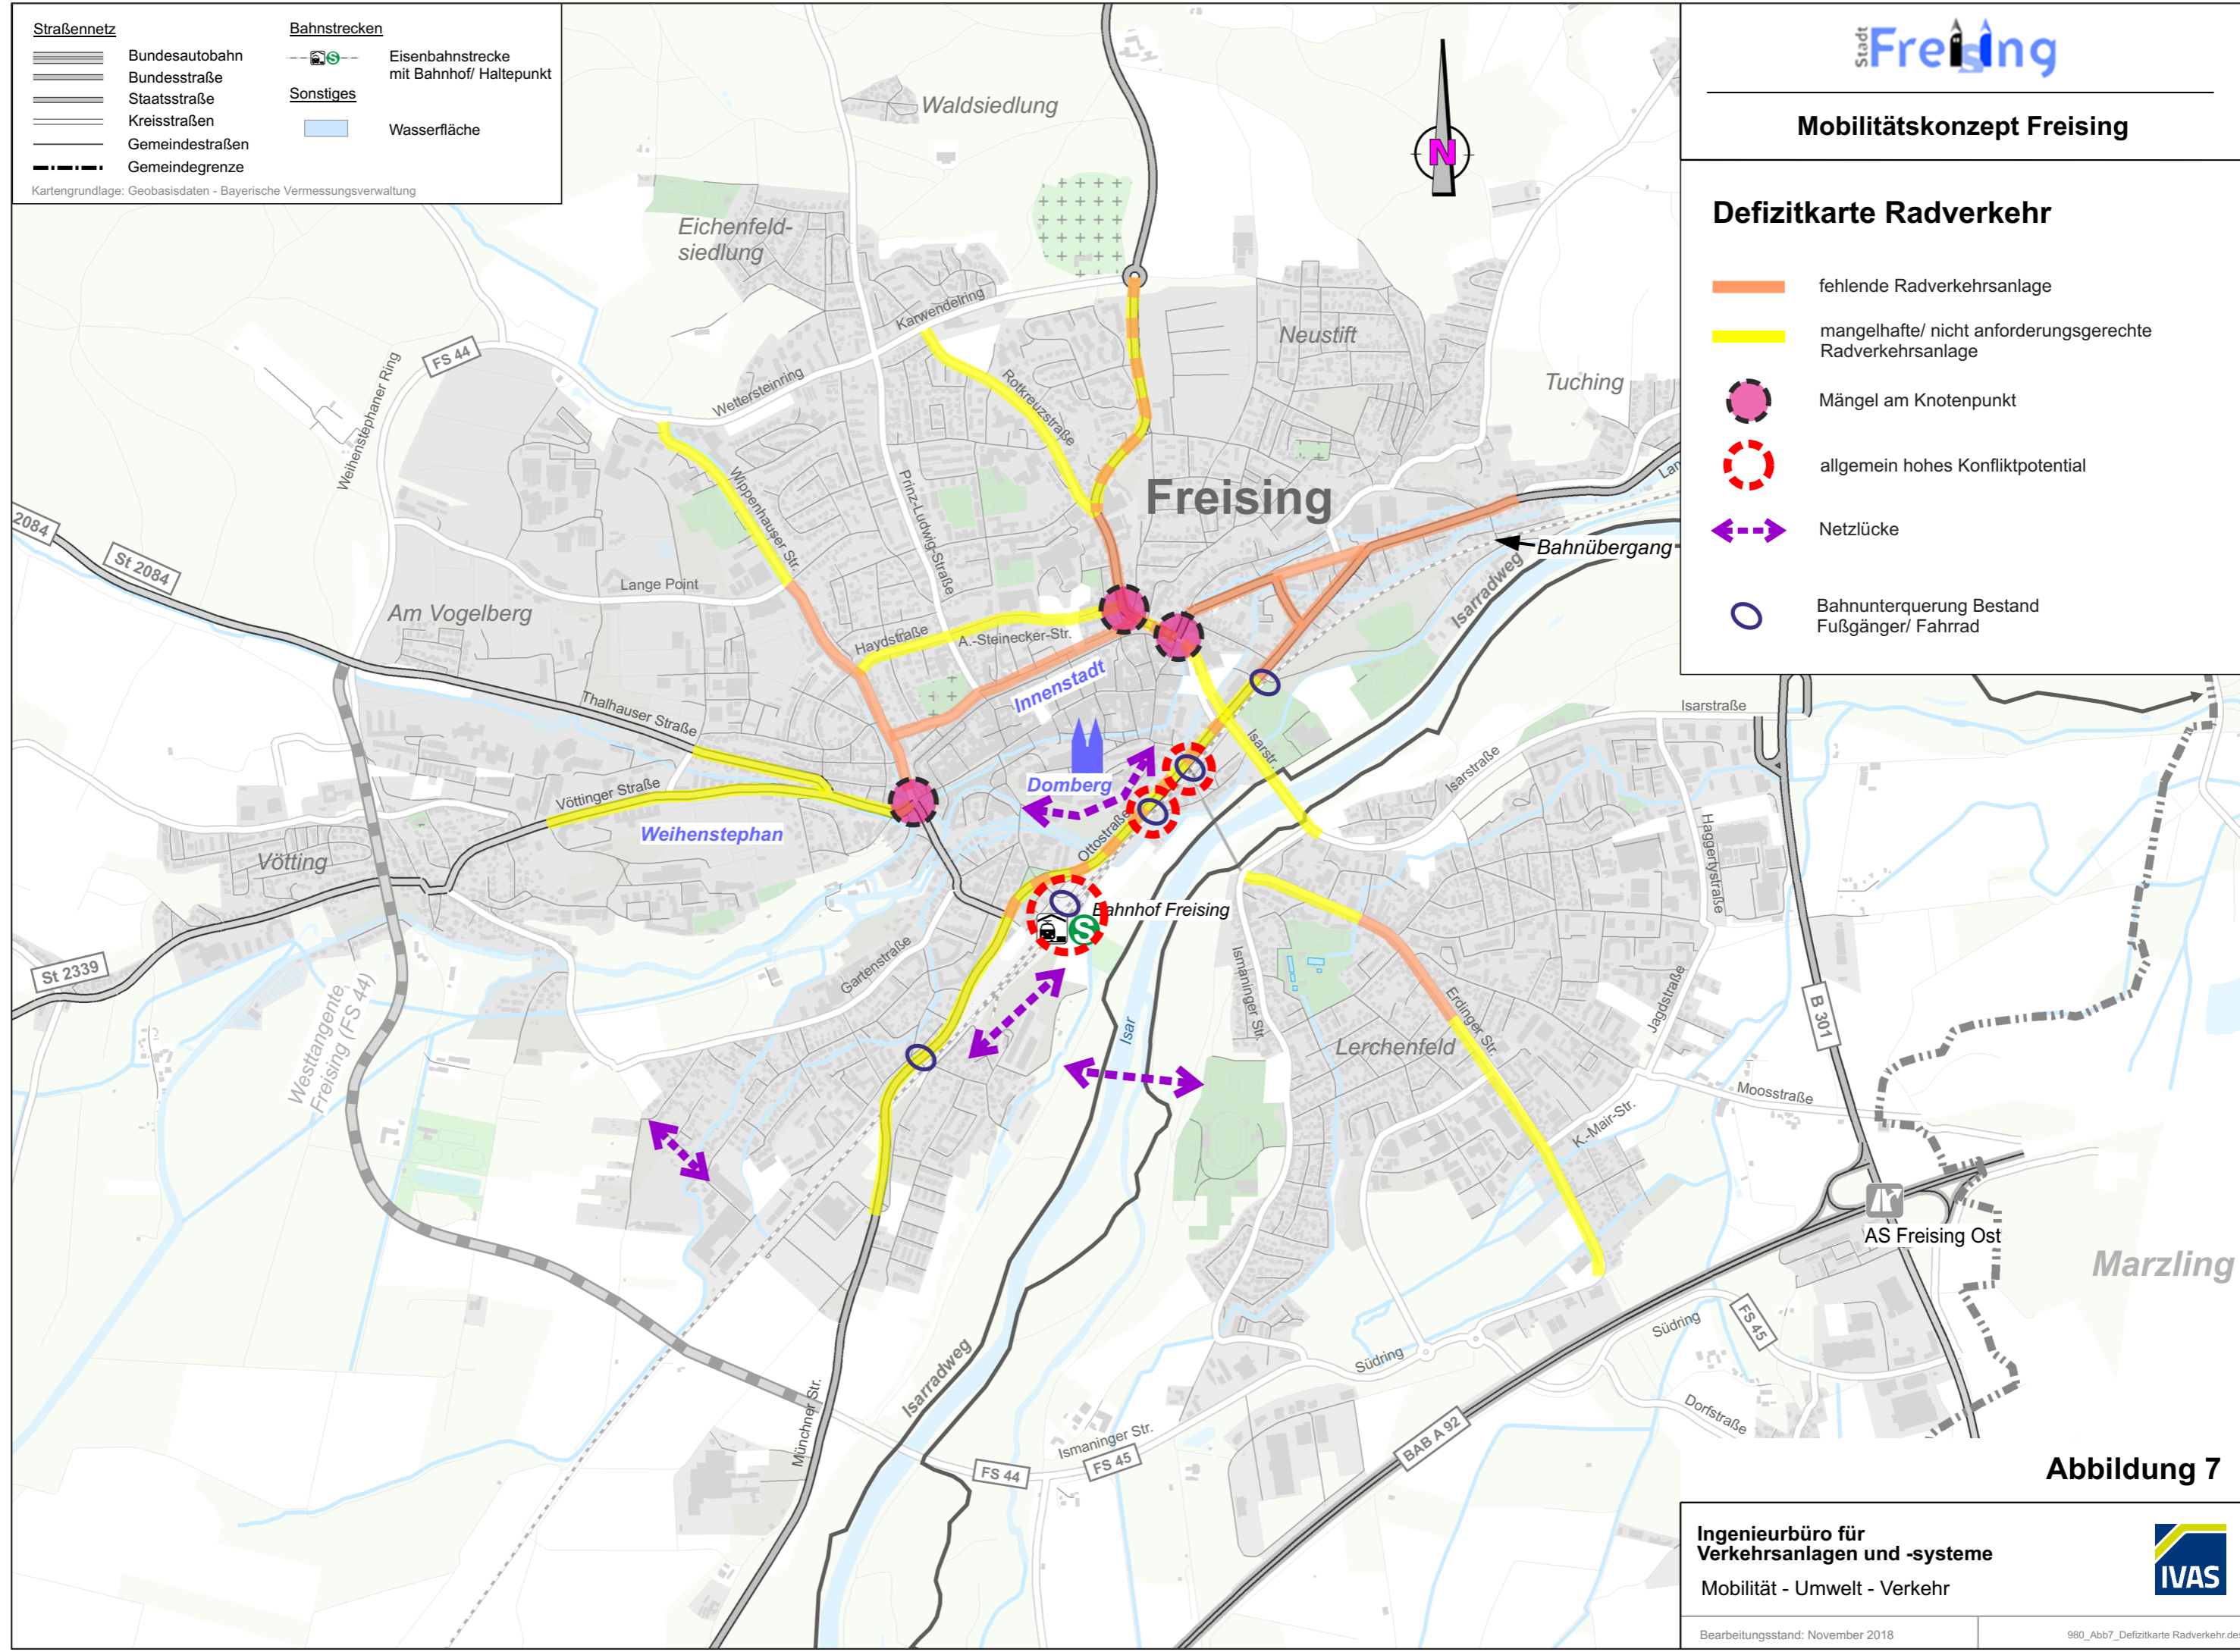 Straßennetz
Bundesautobahn
Bundesstraße
Staatsstraße
Kreisstraßen
Gemeindestraßen
Gemeindegrenze
Bahnstrecken
Eisenbahnstrecke
mit Bahnhof/ Haltepunkt
Sonstiges
Wasserfläche
Kartengrundlage: Geobasisdaten - Bayerische Vermessungsverwaltung
Stadt Freising
Mobilitätskonzept Freising
Defizitkarte Radverkehr
fehlende Radverkehrsanlage
mangelhafte/ nicht anforderungsgerechte
Radverkehrsanlage
Mängel am Knotenpunkt
allgemein hohes Konfliktpotential
Netzlücke
Bahnunterquerung Bestand
Fußgänger/ Fahrrad
N
Waldsiedlung
Eichenfeld-
siedlung
Karwendelring
Neustift
Tuching
FS 44
Weihenstephaner Ring
Wettersteinring
Rotkreuzstraße
Wippenhauser Str.
Prinz-Ludwig-Straße
Freising
Lan
2084
St 2084
Bahnübergang
Isarradweg
Lange Point
Am Vogelberg
Haydstraße
A.-Steinecker-Str.
Innenstadt
Thalhauser Straße
Isarstraße
Isarstr.
Isarstraße
Domberg
Vöttinger Straße
Weihenstephan
Ottostraße
Haggertystraße
Vötting
Bahnhof Freising
S
Gartenstraße
St 2339
Westtangente
Freising (FS 44)
Ismaninger Str.
Isar
Erdinger Str.
Jagdstraße
B 301
Lerchenfeld
Moosstraße
K.-Mair-Str.
AS Freising Ost
Marzling
Südring
FS 45
Südring
Isarradweg
Münchner Str.
Dorfstraße
Ismaninger Str.
FS 44
FS 45
BAB A 92
Abbildung 7
Ingenieurbüro für
Verkehrsanlagen und -systeme
Mobilität - Umwelt - Verkehr
IVAS
Bearbeitungsstand: November 2018
980_Abb7_Defizitkarte Radverkehr.de